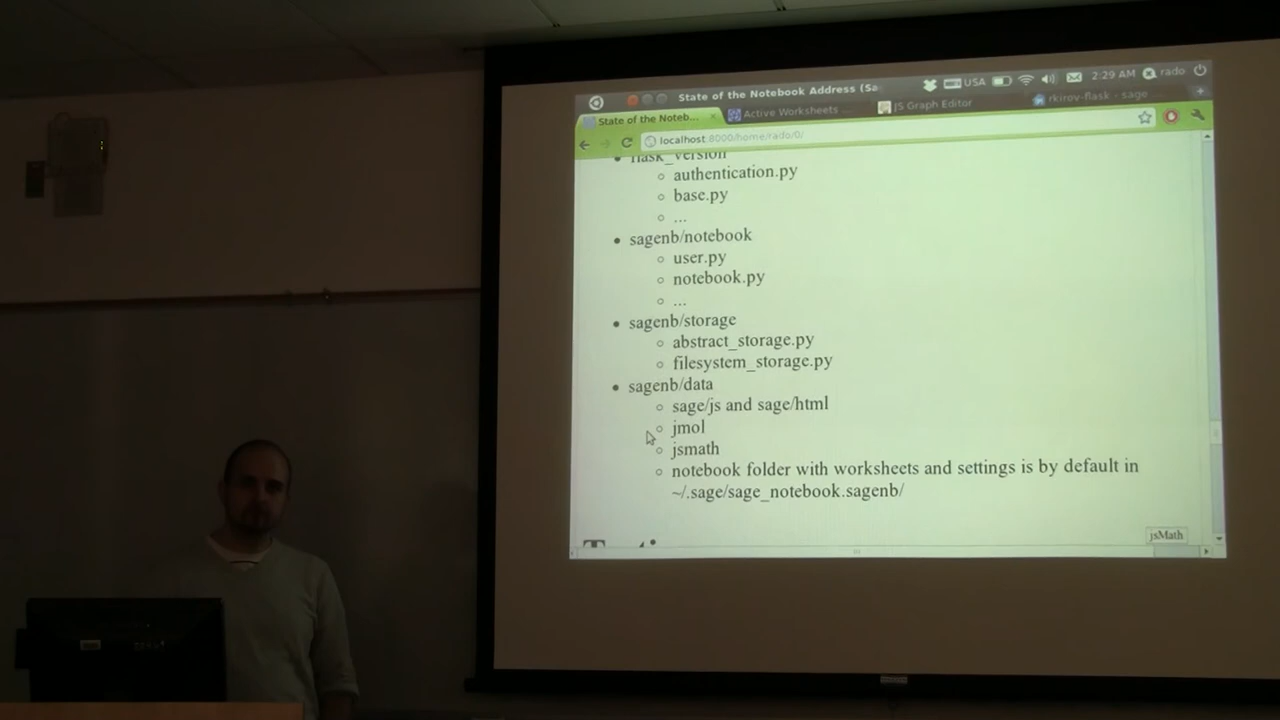 State of the Notebook Address (Sa
USA
2:29 AM
rado
State of the Noteb...
Active Worksheets ...
JS Graph Editor
rkirov-flask - sage ...
localhost:8000/home/rado/0/
flask_version
authentication.py
base.py
...
sagenb/notebook
user.py
notebook.py
...
sagenb/storage
abstract_storage.py
filesystem_storage.py
sagenb/data
sage/js and sage/html
jmol
jsmath
notebook folder with worksheets and settings is by default in
~/.sage/sage_notebook.sagenb/
jsMath